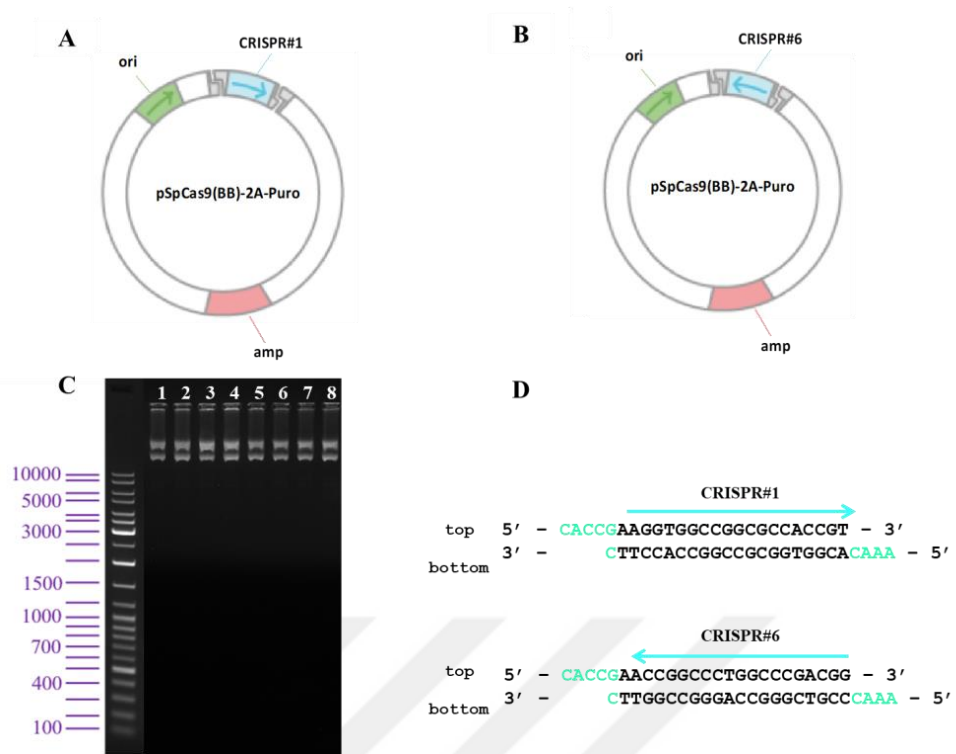 A
CRISPR#1
ori
pSpCas9(BB)-2A-Puro
amp
B
CRISPR#6
ori
pSpCas9(BB)-2A-Puro
amp
C
1 2 3 4 5 6 7 8
10000
5000
3000
1500
1000
700
400
100
D
CRISPR#1
top 5' - CACCGAAGGTGGCCGGCGCCACCGT - 3'
bottom 3' - CTTCCACCGGCCGCGGTGGCACAAA - 5'
CRISPR#6
top 5' - CACCGAACCGGCCCTGGCCCGACGG - 3'
bottom 3' - CTTGGCCGGGACCGGGCTGCCCAAA - 5'